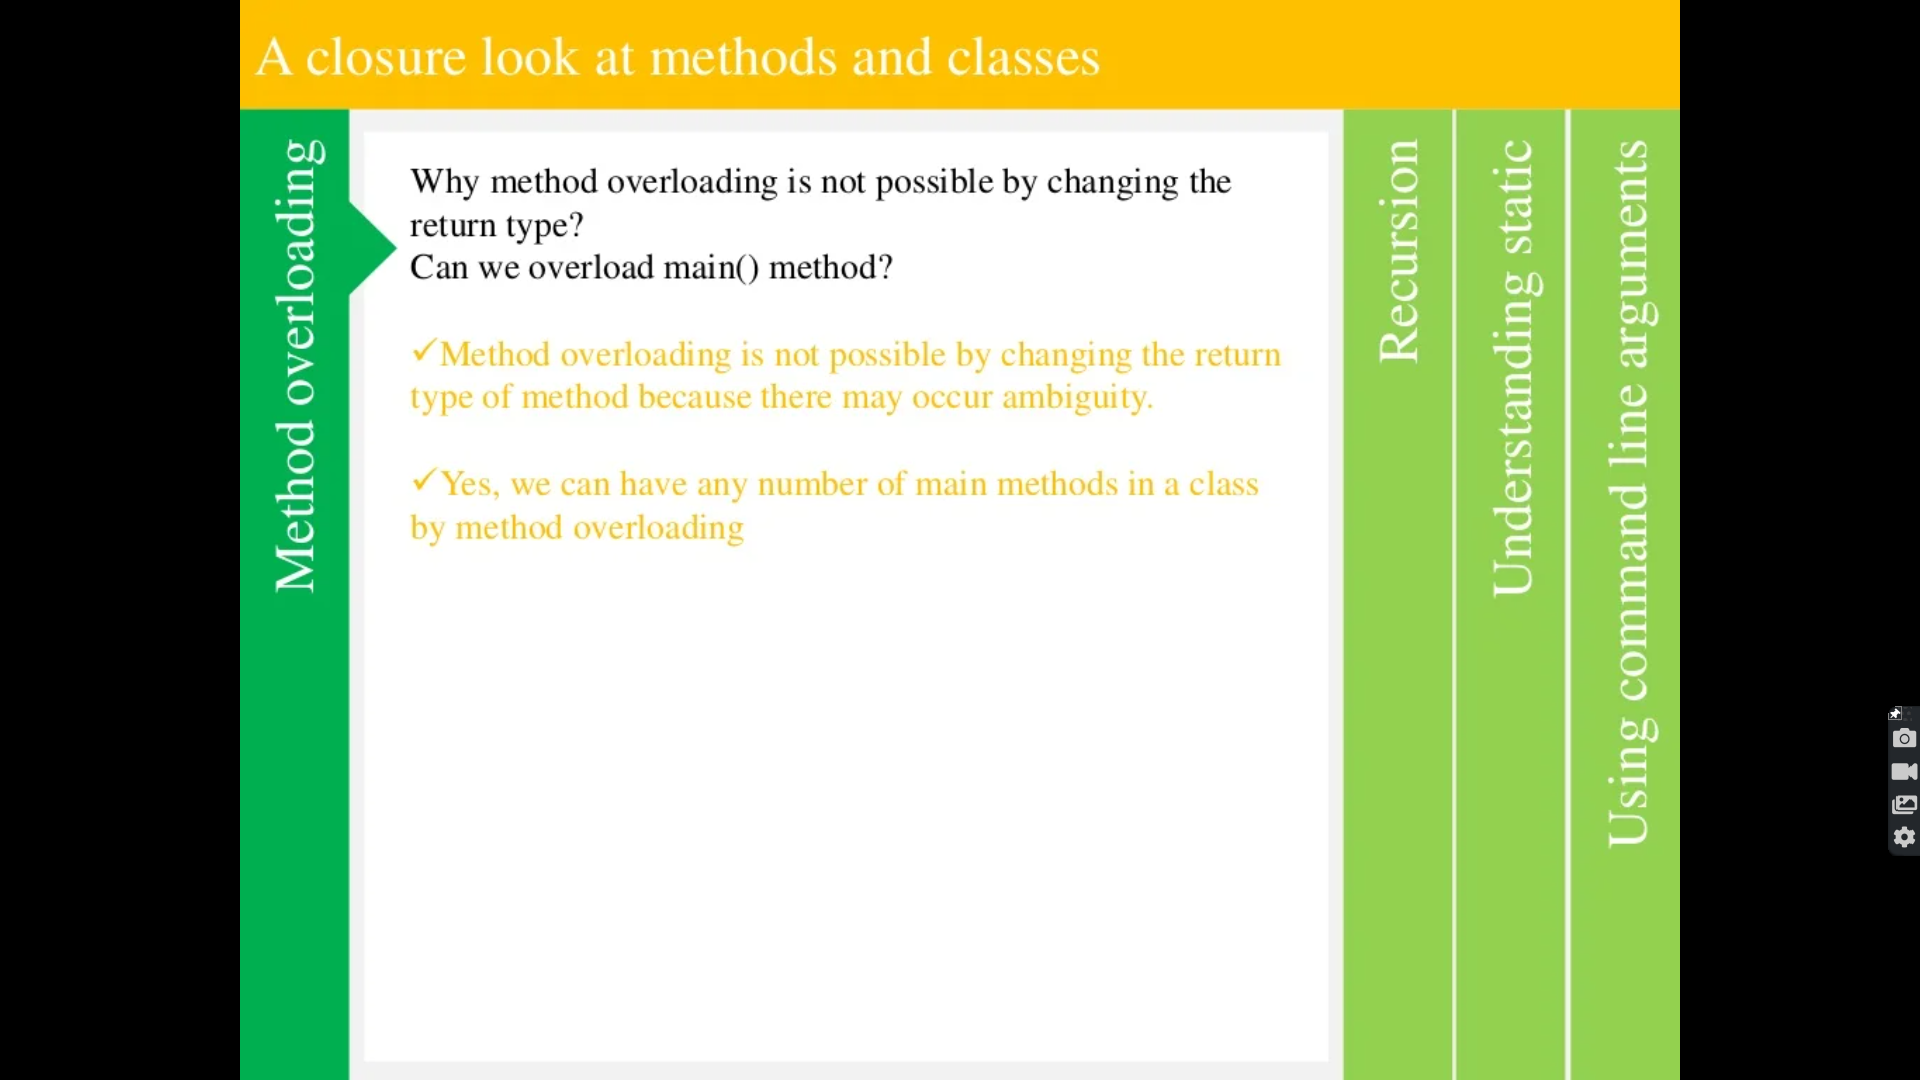 A closure look at methods and classes
Method overloading
Why method overloading is not possible by changing the
return type?
Can we overload main() method?
✓Method overloading is not possible by changing the return
type of method because there may occur ambiguity.
✓Yes, we can have any number of main methods in a class
by method overloading
Recursion
Understanding static
Using command line arguments